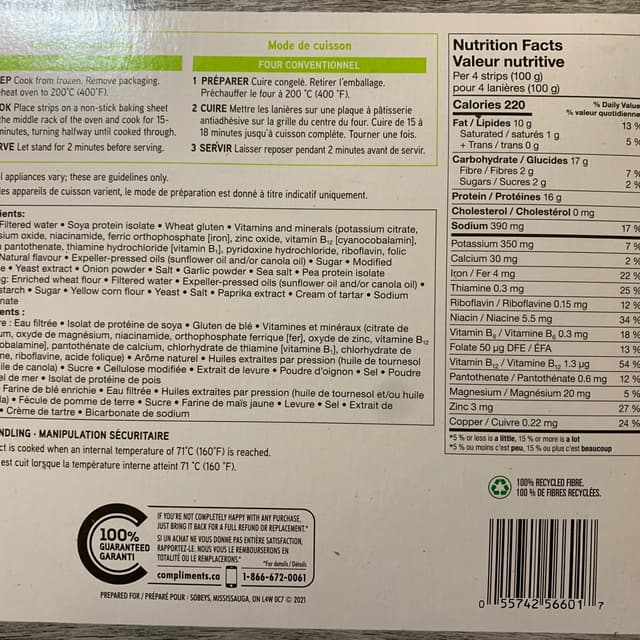 Mode de cuisson
FOUR CONVENTIONNEL
EP Cook from frozen. Remove packaging.
heat oven to 200°C (400°F).
OK Place strips on a non-stick baking sheet
the middle rack of the oven and cook for 15-
minutes, turning halfway until cooked through.
RVE Let stand for 2 minutes before serving.
1 PRÉPARER Cuire congelé. Retirer l'emballage.
Préchauffer le four à 200 °C (400 °F).
2 CUIRE Mettre les lanières sur une plaque à pâtisserie
antiadhésive sur la grille du centre du four. Cuire de 15 à
18 minutes jusqu'à cuisson complète. Tourner une fois.
3 SERVIR Laisser reposer pendant 2 minutes avant de servir.
l appliances vary; these are guidelines only.
les appareils de cuisson varient, le mode de préparation est donné à titre indicatif uniquement.
ients:
Filtered water • Soya protein isolate • Wheat gluten • Vitamins and minerals (potassium citrate,
sium oxide, niacinamide, ferric orthophosphate [iron], zinc oxide, vitamin B₁₂ [cyanocobalamin],
pantothenate, thiamine hydrochloride [vitamin B₁], pyridoxine hydrochloride, riboflavin, folic
Natural flavour • Expeller-pressed oils (sunflower oil and/or canola oil) • Sugar • Modified
e • Yeast extract • Onion powder • Salt • Garlic powder • Sea salt • Pea protein isolate
ng: Enriched wheat flour • Filtered water • Expeller-pressed oils (sunflower oil and/or canola oil) •
starch • Sugar • Yellow corn flour • Yeast • Salt • Paprika extract • Cream of tartar • Sodium
nate
ents :
re : Eau filtrée • Isolat de protéine de soya • Gluten de blé • Vitamines et minéraux (citrate de
um, oxyde de magnésium, niacinamide, orthophosphate ferrique [fer], oxyde de zinc, vitamine B₁₂
obalamine], pantothénate de calcium, chlorhydrate de thiamine [vitamine B₁], chlorhydrate de
ne, riboflavine, acide folique) • Arôme naturel • Huiles extraites par pression (huile de tournesol
ile de canola) • Sucre • Cellulose modifiée • Extrait de levure • Poudre d'oignon • Sel • Poudre
el de mer • Isolat de protéine de pois
Farine de blé enrichie • Eau filtrée • Huiles extraites par pression (huile de tournesol et/ou huile
la) • Fécule de pomme de terre • Sucre • Farine de maïs jaune • Levure • Sel • Extrait de
• Crème de tartre • Bicarbonate de sodium
NDLING • MANIPULATION SÉCURITAIRE
ct is cooked when an internal temperature of 71°C (160°F) is reached.
est cuit lorsque la température interne atteint 71 °C (160 °F).
100%
GUARANTEED
GARANTI
IF YOU'RE NOT COMPLETELY HAPPY WITH ANY PURCHASE,
JUST BRING IT BACK FOR A FULL REFUND OR REPLACEMENT.*
SI UN ACHAT NE VOUS DONNE PAS ENTIÈRE SATISFACTION,
RAPPORTEZ-LE. NOUS VOUS LE REMBOURSERONS EN
TOTALITÉ OU LE REMPLACERONS.*
*For details / Détails
compliments.ca
1-866-672-0061
PREPARED FOR / PRÉPARÉ POUR : SOBEYS, MISSISSAUGA, ON L4W 0C7 © 2021
Nutrition Facts
Valeur nutritive
Per 4 strips (100 g)
pour 4 lanières (100 g)
Calories 220
% Daily Value
% valeur quotidienne
Fat / Lipides 10 g 13 %
Saturated / saturés 1 g
+ Trans / trans 0 g 5 %
Carbohydrate / Glucides 17 g
Fibre / Fibres 2 g 7 %
Sugars / Sucres 2 g 2 %
Protein / Protéines 16 g
Cholesterol / Cholestérol 0 mg
Sodium 390 mg 17 %
Potassium 350 mg 7 %
Calcium 30 mg 2 %
Iron / Fer 4 mg 22 %
Thiamine 0.3 mg 25 %
Riboflavin / Riboflavine 0.15 mg 12 %
Niacin / Niacine 5.5 mg 34 %
Vitamin B₆ / Vitamine B₆ 0.3 mg 18 %
Folate 50 µg DFE / ÉFA 13 %
Vitamin B₁₂ / Vitamine B₁₂ 1.3 µg 54 %
Pantothenate / Pantothénate 0.6 mg 12 %
Magnesium / Magnésium 20 mg 5 %
Zinc 3 mg 27 %
Copper / Cuivre 0.22 mg 24 %
*5 % or less is a little, 15 % or more is a lot
*5 % ou moins c'est peu, 15 % ou plus c'est beaucoup
100% RECYCLED FIBRE.
100 % DE FIBRES RECYCLÉES.
0 55742 56601 7